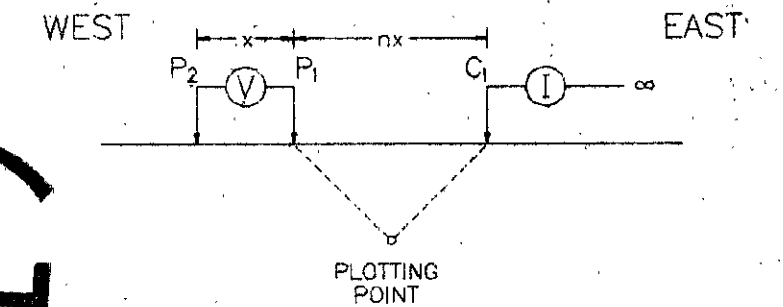 WEST
EAST
x
nx
P₂
V
P₁
C₁
I
∞
PLOTTING
POINT